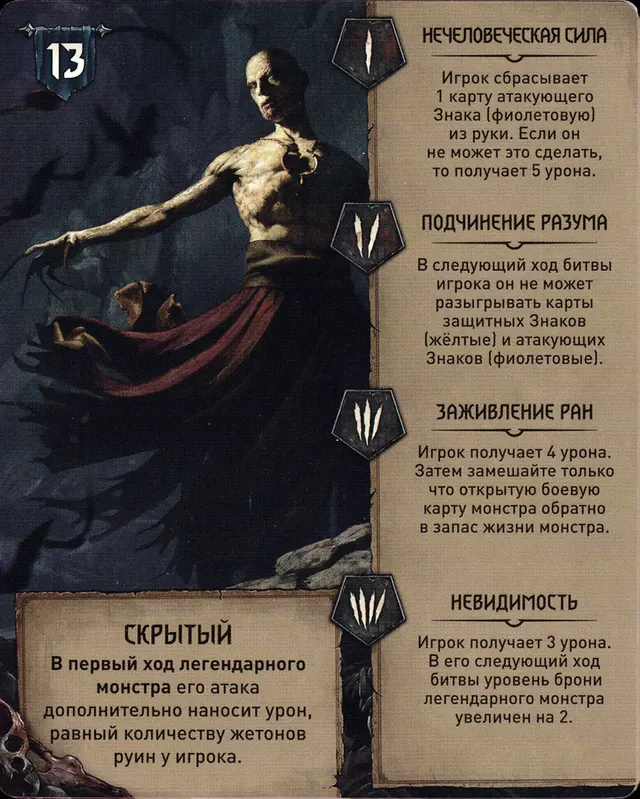 13
НЕЧЕЛОВЕЧЕСКАЯ СИЛА
Игрок сбрасывает
1 карту атакующего
Знака (фиолетовую)
из руки. Если он
не может это сделать,
то получает 5 урона.
ПОДЧИНЕНИЕ РАЗУМА
В следующий ход битвы
игрока он не может
разыгрывать карты
защитных Знаков
(жёлтые) и атакующих
Знаков (фиолетовые).
ЗАЖИВЛЕНИЕ РАН
Игрок получает 4 урона.
Затем замешайте только
что открытую боевую
карту монстра обратно
в запас жизни монстра.
НЕВИДИМОСТЬ
Игрок получает 3 урона.
В его следующий ход
битвы уровень брони
легендарного монстра
увеличен на 2.
СКРЫТЫЙ
В первый ход легендарного
монстра его атака
дополнительно наносит урон,
равный количеству жетонов
руин у игрока.